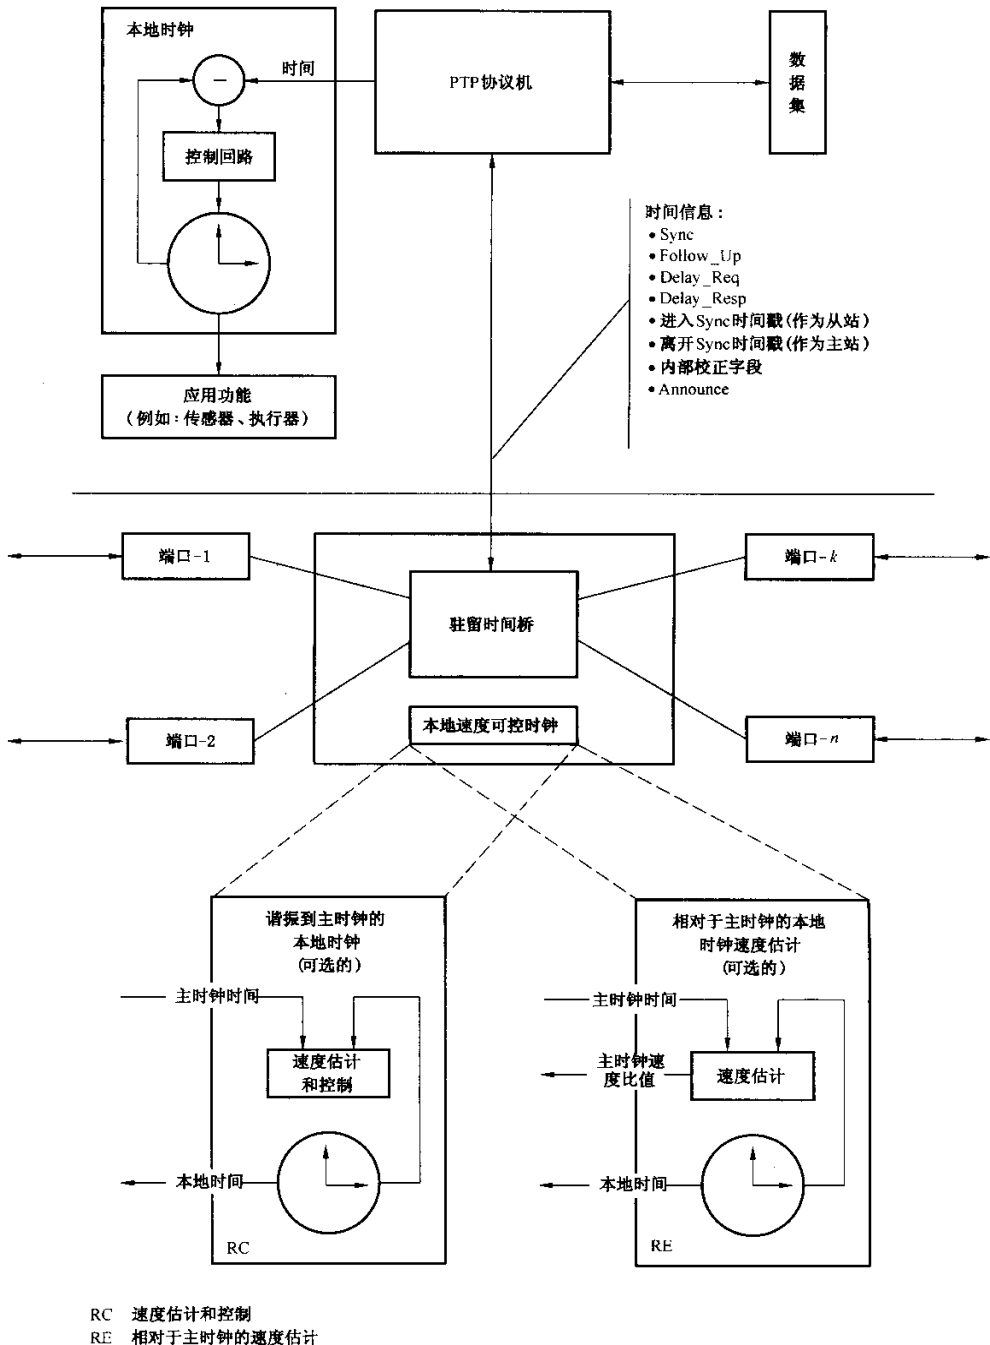 本地时钟
时间
PTP协议机
数
据
集
控制回路
时间信息：
• Sync
• Follow_Up
• Delay_Req
• Delay_Resp
• 进入Sync时间戳(作为从站)
• 离开Sync时间戳(作为主站)
• 内部校正字段
• Announce
应用功能
(例如：传感器、执行器)
端口-1
端口-k
驻留时间桥
本地速度可控时钟
端口-2
端口-n
谐振到主时钟的
本地时钟
(可选的)
主时钟时间
速度估计
和控制
本地时间
RC
相对于主时钟的本地
时钟速度估计
(可选的)
主时钟时间
主时钟速
度比值
速度估计
本地时间
RE
RC 速度估计和控制
RE 相对于主时钟的速度估计